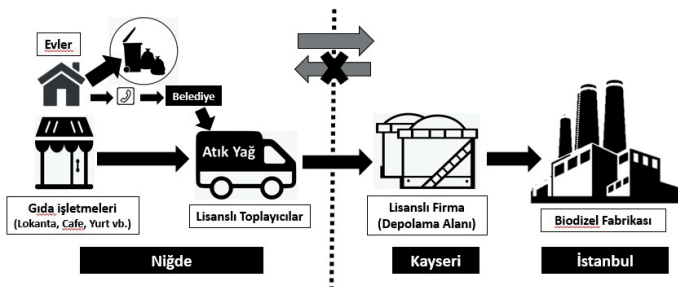 Evler
Belediye
Atık Yağ
Gıda işletmeleri
(Lokanta, Cafe, Yurt vb.)
Lisanslı Toplayıcılar
Lisanslı Firma
(Depolama Alanı)
Biodizel Fabrikası
Niğde
Kayseri
İstanbul